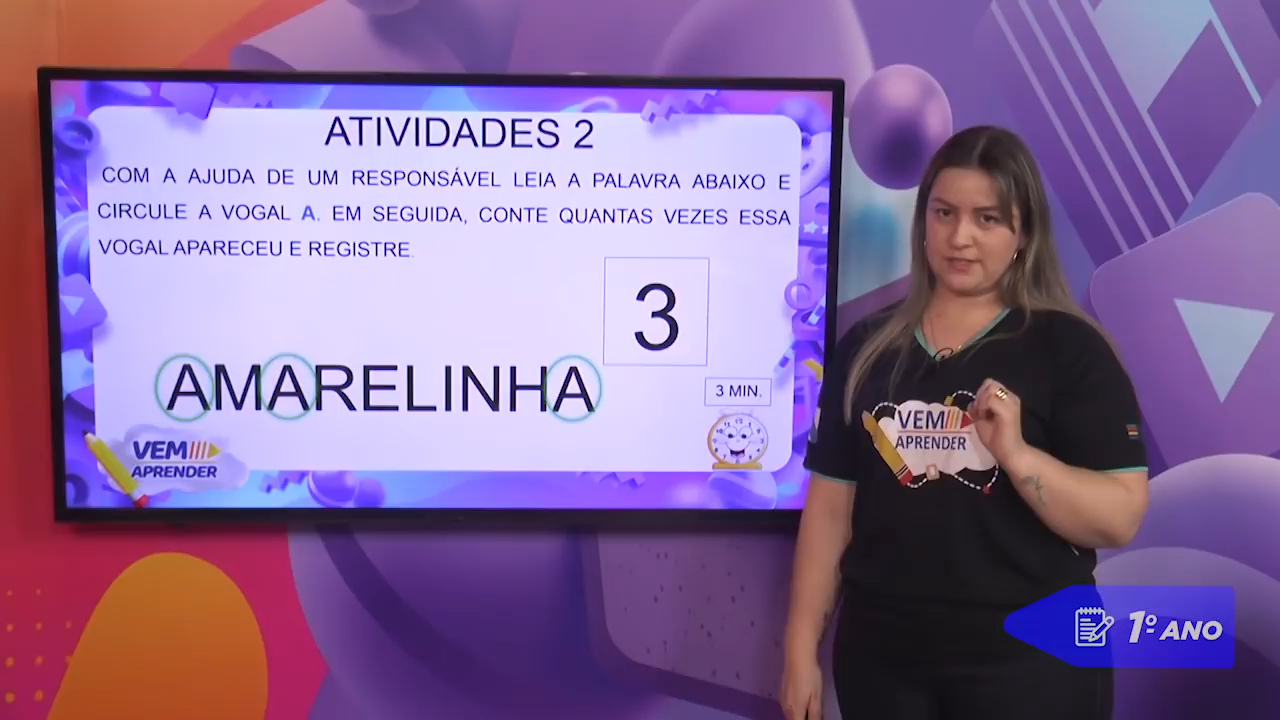 ATIVIDADES 2
COM A AJUDA DE UM RESPONSÁVEL LEIA A PALAVRA ABAIXO E
CIRCULE A VOGAL A. EM SEGUIDA, CONTE QUANTAS VEZES ESSA
VOGAL APARECEU E REGISTRE.
3
AMARELINHA
3 MIN.
VEM
APRENDER
VEM
APRENDER
1º ANO